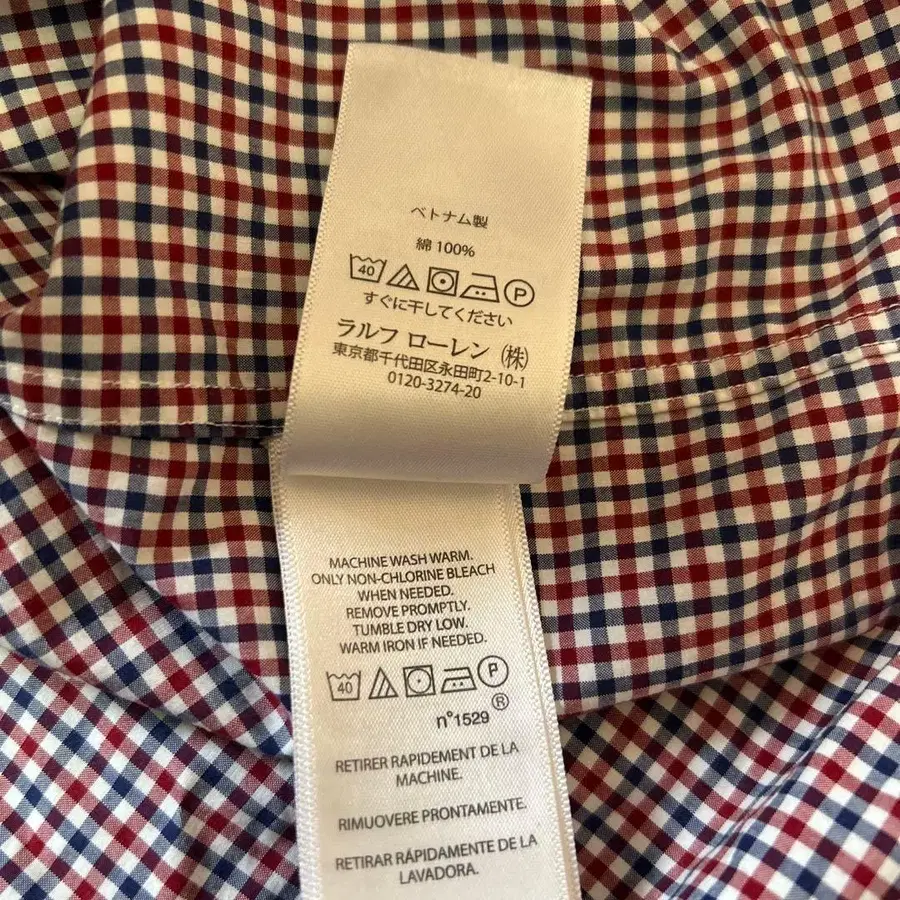 ベトナム製
綿 100%
40 P
すぐに干してください
ラルフ ローレン (株)
東京都千代田区永田町2-10-1
0120-3274-20
MACHINE WASH WARM.
ONLY NON-CHLORINE BLEACH
WHEN NEEDED.
REMOVE PROMPTLY.
TUMBLE DRY LOW.
WARM IRON IF NEEDED.
40 P
®
n°1529
RETIRER RAPIDEMENT DE LA
MACHINE.
RIMUOVERE PRONTAMENTE.
RETIRAR RÁPIDAMENTE DE LA
LAVADORA.